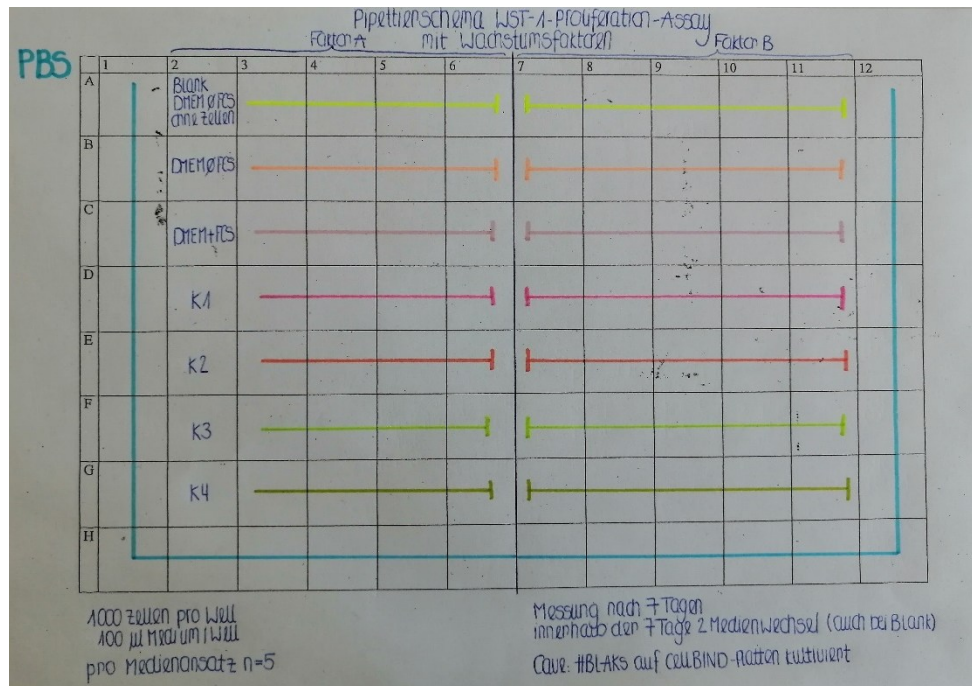 Pipettierschema WST-1-Proliferation-Assay
mit Wachstumsfaktoren
Faktor A
Faktor B
PBS
1 2 3 4 5 6 7 8 9 10 11 12
A
Blank
DMEM Ø FCS
ohne Zellen
B
DMEM Ø FCS
C
DMEM+FCS
D
K1
E
K2
F
K3
G
K4
H
1000 Zellen pro Well
100 µl Medium/Well
pro Medienansatz n=5
Messung nach 7 Tagen
innerhalb der 7 Tage 2 Medienwechsel (auch bei Blank)
Cave: HBLAKs auf CellBIND-Platten kultiviert